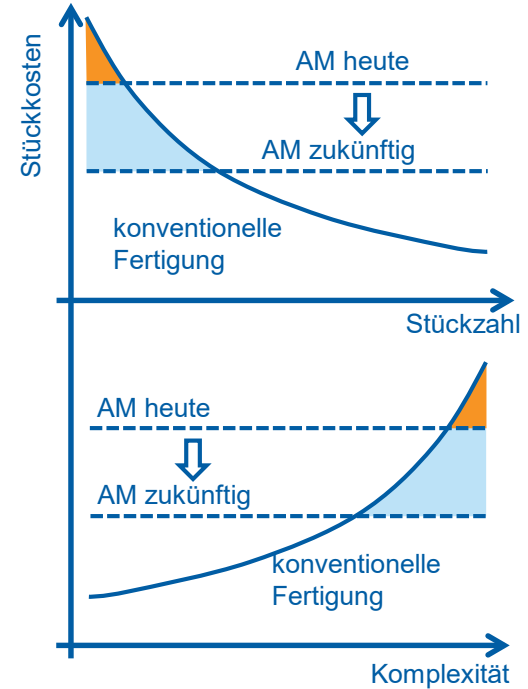 Stückkosten
AM heute
AM zukünftig
konventionelle
Fertigung
Stückzahl
AM heute
AM zukünftig
konventionelle
Fertigung
Komplexität